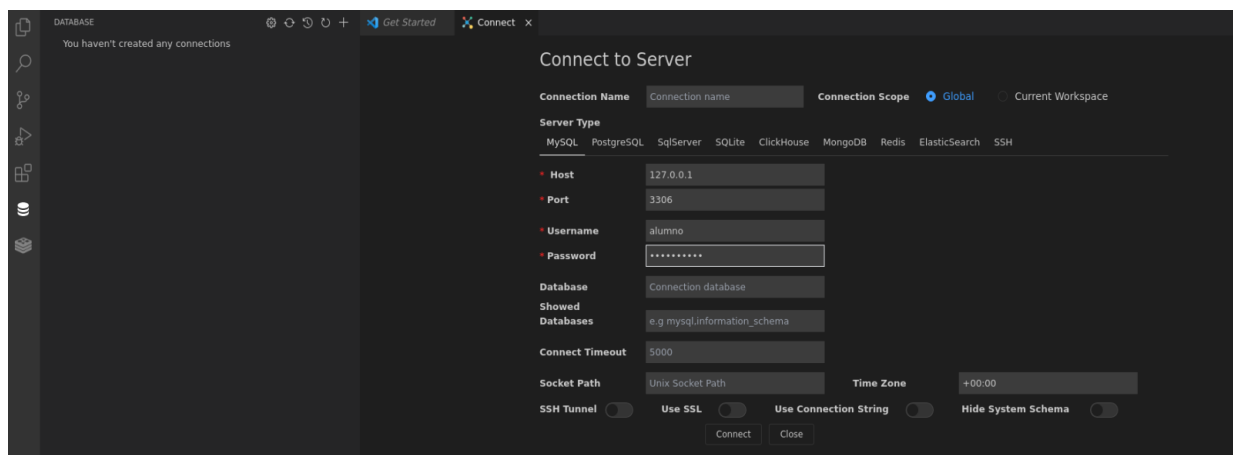 DATABASE
Get Started
Connect
You haven't created any connections
Connect to Server
Connection Name Connection name Connection Scope Global Current Workspace
Server Type
MySQL PostgreSQL SqlServer SQLite ClickHouse MongoDB Redis ElasticSearch SSH
* Host 127.0.0.1
* Port 3306
* Username alumno
* Password ••••••••••
Database Connection database
Showed
Databases e.g mysql,information_schema
Connect Timeout 5000
Socket Path Unix Socket Path Time Zone +00:00
SSH Tunnel Use SSL Use Connection String Hide System Schema
Connect Close